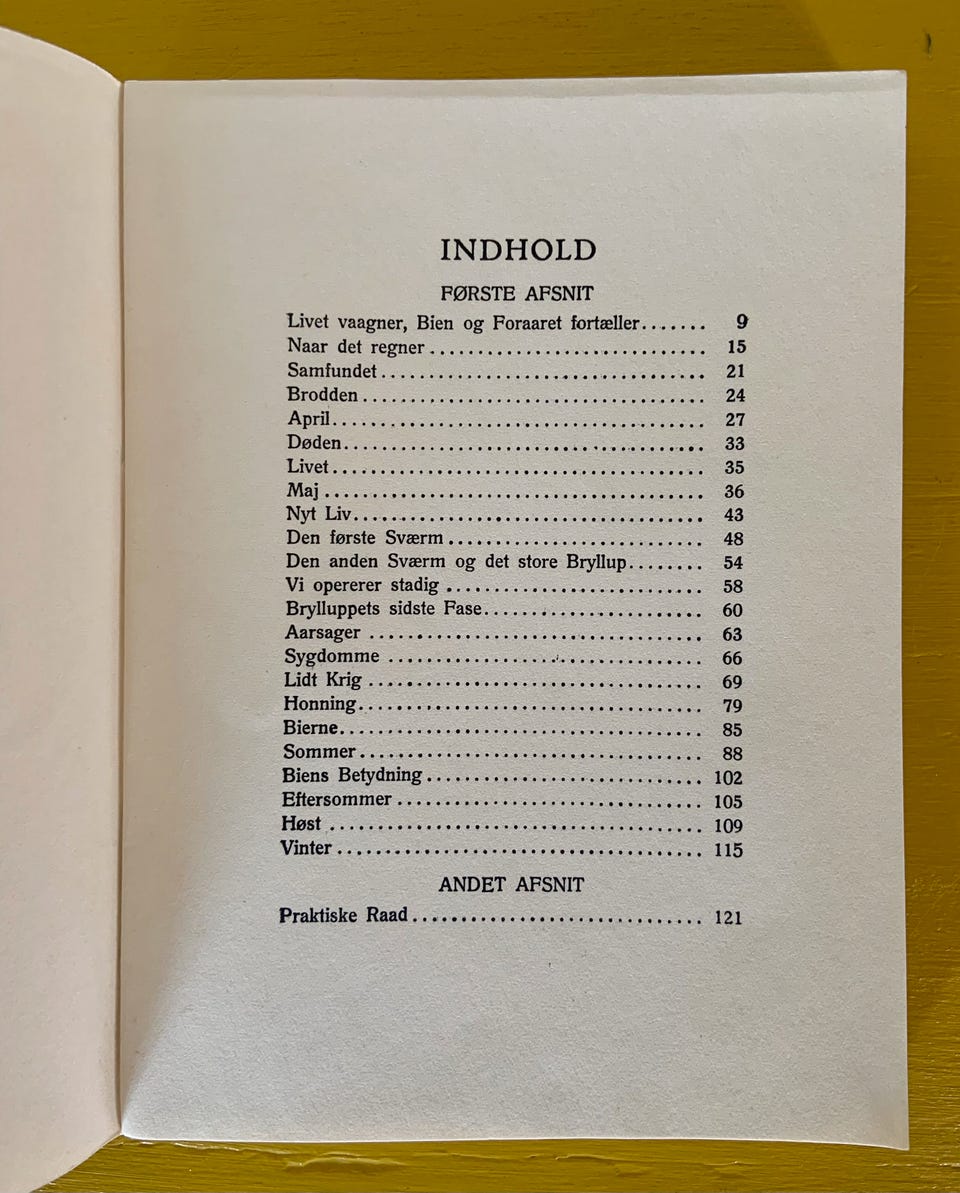 INDHOLD
FØRSTE AFSNIT
Livet vaagner, Bien og Foraaret fortæller....... 9
Naar det regner ............................. 15
Samfundet.................................. 21
Brodden .................................... 24
April....................................... 27
Døden...................................... 33
Livet....................................... 35
Maj ........................................ 36
Nyt Liv..................................... 43
Den første Sværm ........................... 48
Den anden Sværm og det store Bryllup........ 54
Vi opererer stadig ........................... 58
Brylluppets sidste Fase....................... 60
Aarsager ................................... 63
Sygdomme ................................. 66
Lidt Krig ................................... 69
Honning.................................... 79
Bierne...................................... 85
Sommer.................................... 88
Biens Betydning ............................. 102
Eftersommer ................................ 105
Høst ....................................... 109
Vinter ...................................... 115
ANDET AFSNIT
Praktiske Raad.............................. 121